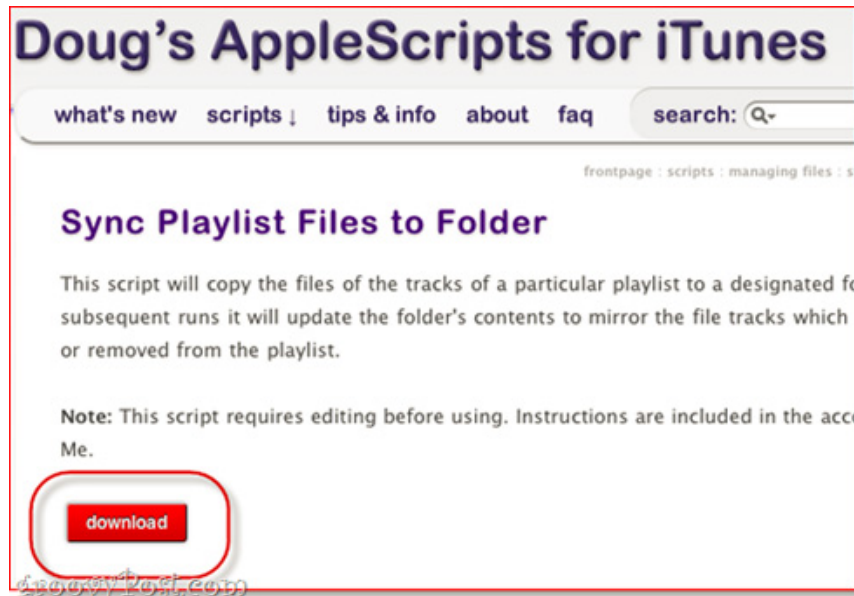 Doug's AppleScripts for iTunes
what's new scripts ↓ tips & info about faq search:
frontpage : scripts : managing files : s
Sync Playlist Files to Folder
This script will copy the files of the tracks of a particular playlist to a designated fo
subsequent runs it will update the folder's contents to mirror the file tracks which
or removed from the playlist.
Note: This script requires editing before using. Instructions are included in the acc
Me.
download
groovyPost.com